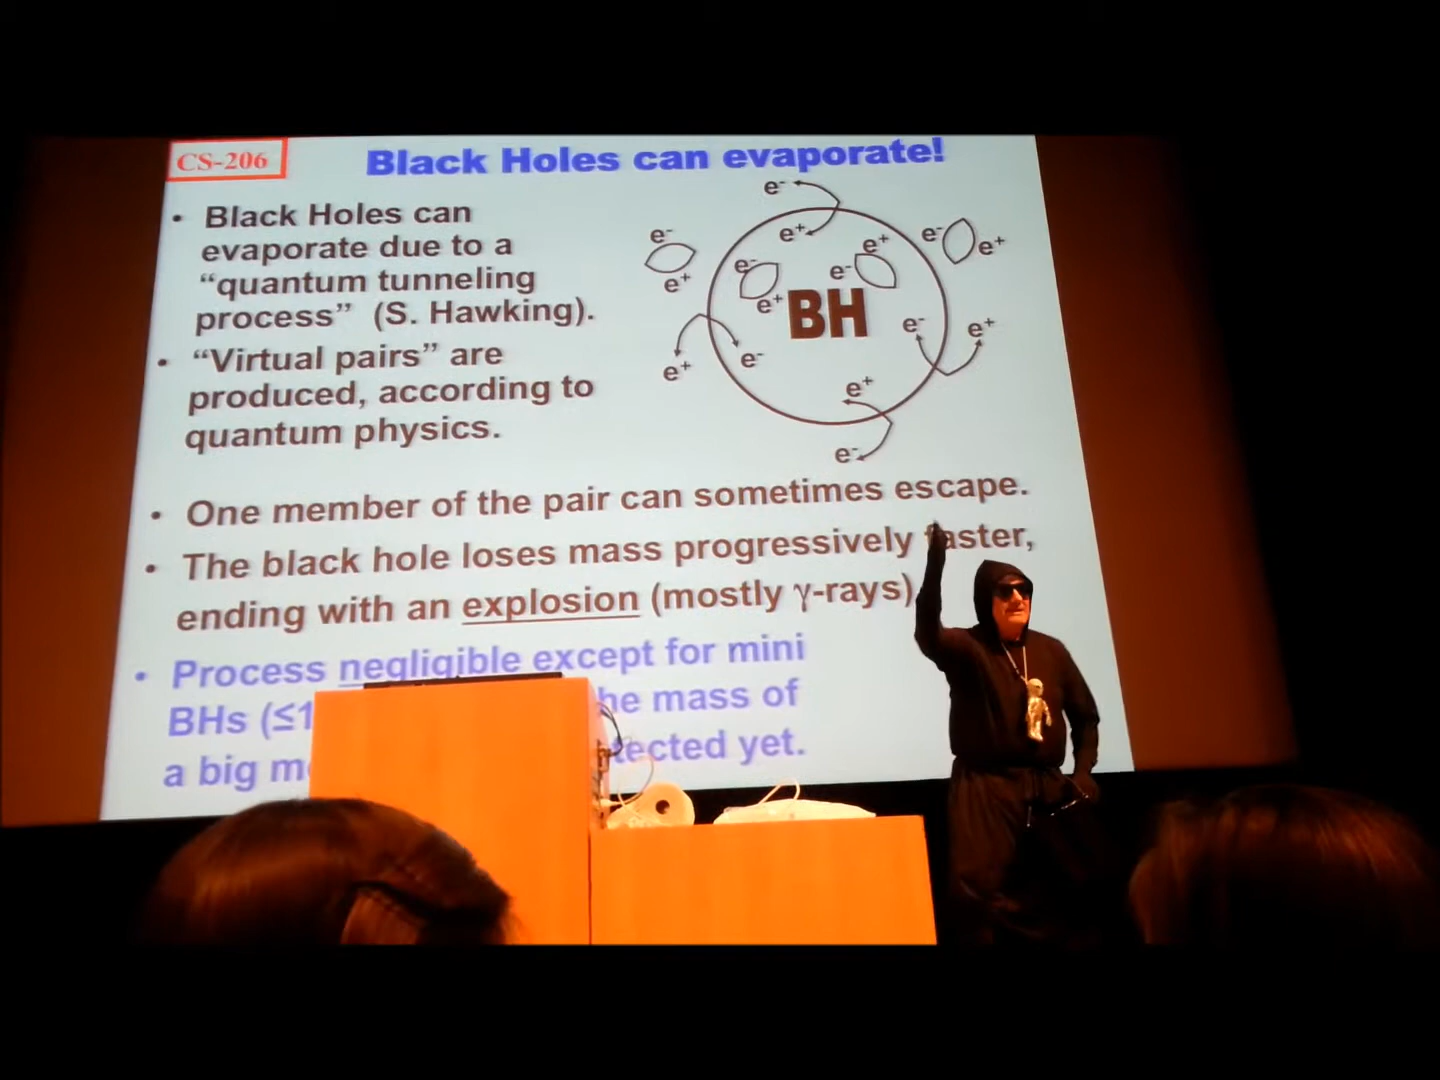 CS-206
Black Holes can evaporate!
• Black Holes can
evaporate due to a
“quantum tunneling
process” (S. Hawking).
• “Virtual pairs” are
produced, according to
quantum physics.
• One member of the pair can sometimes escape.
• The black hole loses mass progressively faster,
ending with an explosion (mostly γ-rays)
• Process negligible except for mini
BHs (≤1 he mass of
a big m tected yet.
e- e+
e- e+
e- e+
e- e+
e- e+
BH
e+ e-
e- e+
e+ e-